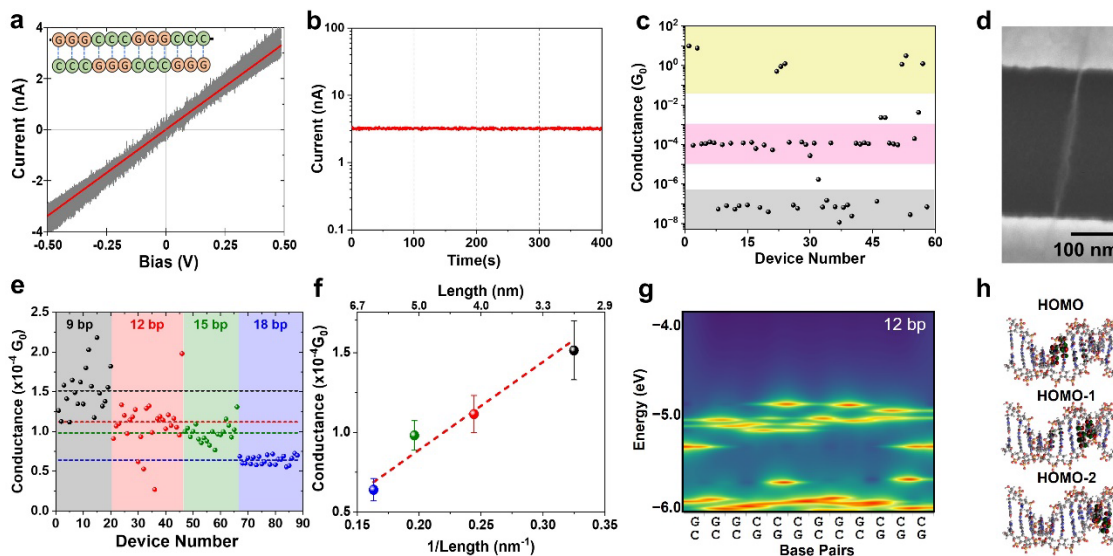 a
GGGCCCGGGCCC
CCCGGGCCCGGG
Current (nA)
4
2
0
-2
-4
-0.50
-0.25
0
0.25
0.50
Bias (V)
b
Current (nA)
100
10
1
0.1
0
100
200
300
400
Time(s)
c
Conductance (G0)
10^0
10^2
10^0
10^-2
10^-4
10^-6
10^-8
0
15
30
45
60
Device Number
d
100 nm
e
Conductance (x10^-4 G0)
2.5
2.0
1.5
1.0
0.5
0.0
9 bp
12 bp
15 bp
18 bp
0 10 20 30 40 50 60 70 80 90
Device Number
f
Length (nm)
6.7
5.0
4.0
3.3
2.9
Conductance (x10^-4G0)
1.5
1.0
0.5
0.15
0.20
0.25
0.30
0.35
1/Length (nm^-1)
g
12 bp
Energy (eV)
−4.0
−5.0
−6.0
G G G C C C G G G C C C
C C C G G G C C C G G G
Base Pairs
h
HOMO
HOMO-1
HOMO-2